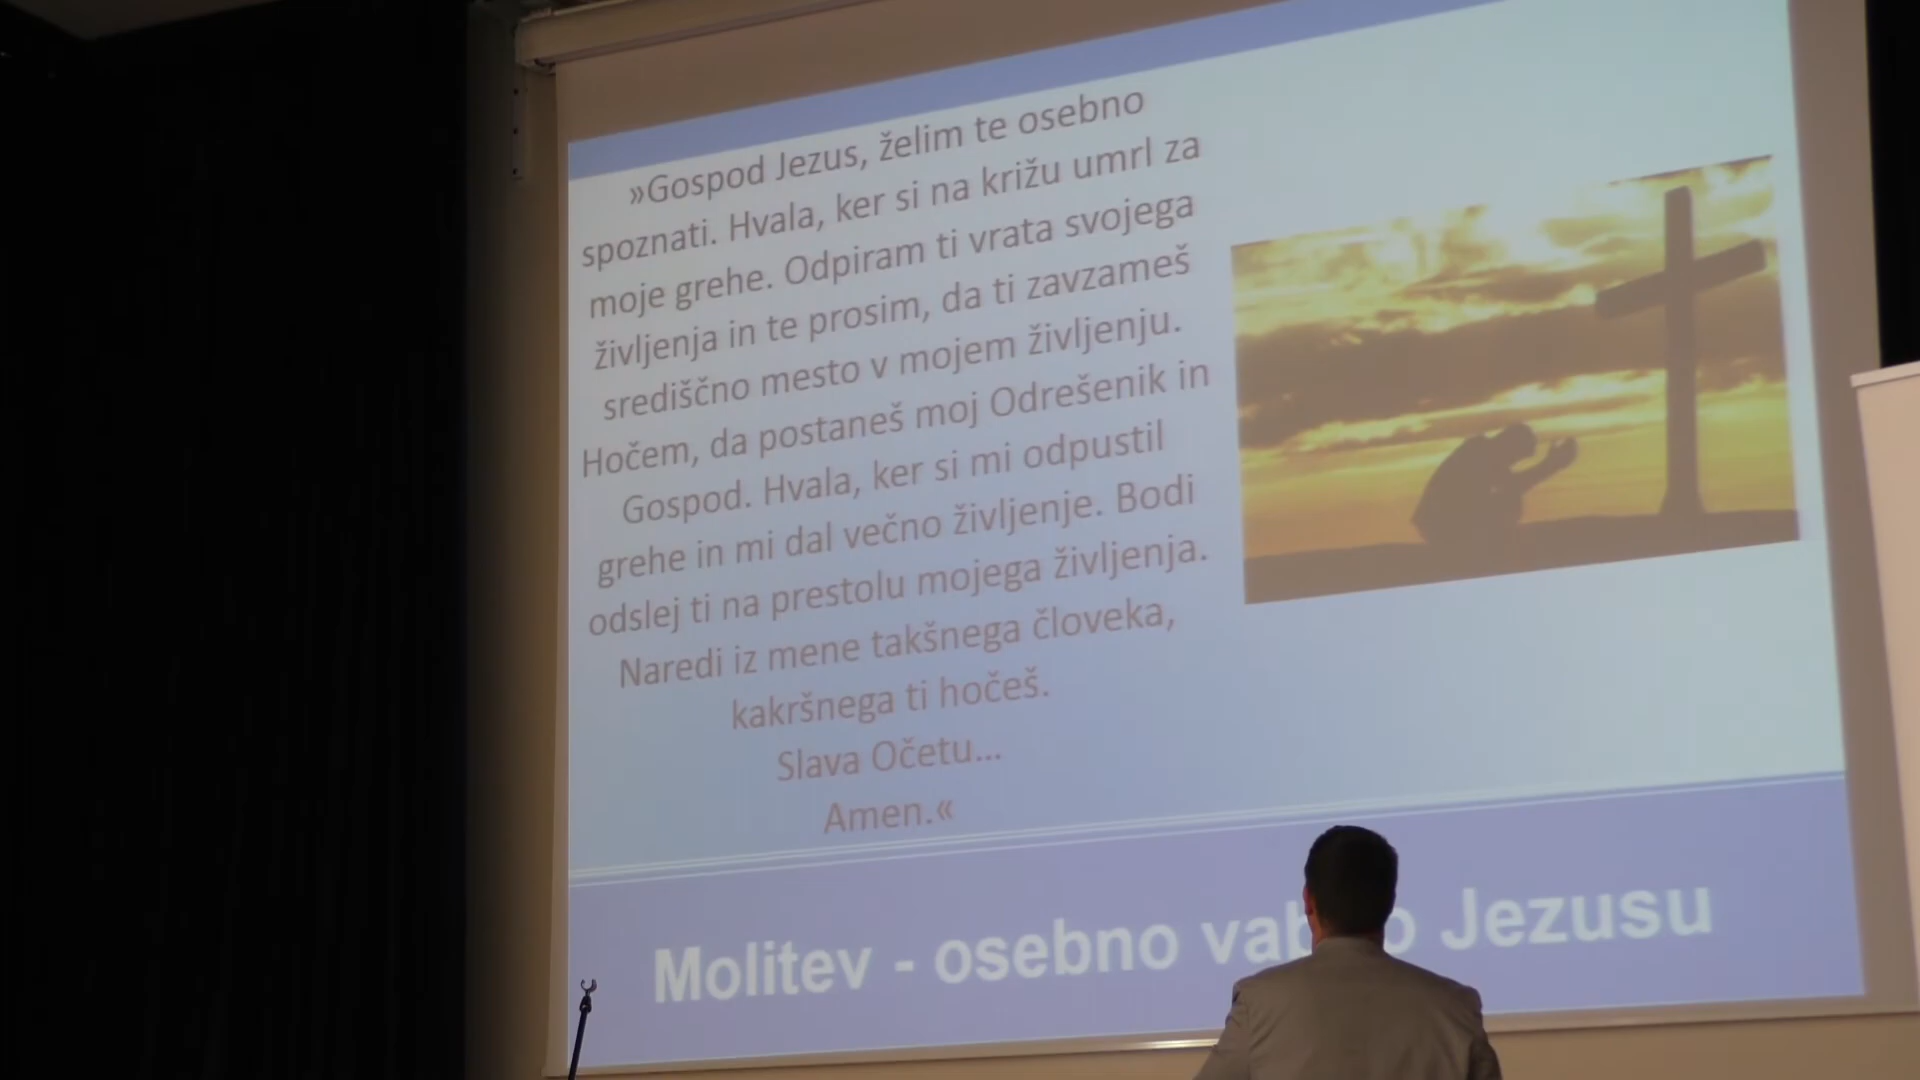 »Gospod Jezus, želim te osebno
spoznati. Hvala, ker si na križu umrl za
moje grehe. Odpiram ti vrata svojega
življenja in te prosim, da ti zavzameš
središčno mesto v mojem življenju.
Hočem, da postaneš moj Odrešenik in
Gospod. Hvala, ker si mi odpustil
grehe in mi dal večno življenje. Bodi
odslej ti na prestolu mojega življenja.
Naredi iz mene takšnega človeka,
kakršnega ti hočeš.
Slava Očetu...
Amen.«
Molitev - osebno Jezusu